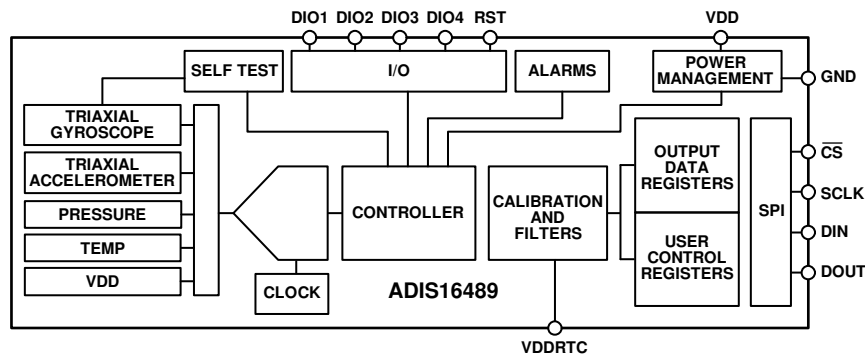 DIO1 DIO2 DIO3 DIO4 RST VDD
SELF TEST
I/O
ALARMS
POWER
MANAGEMENT
GND
TRIAXIAL
GYROSCOPE
TRIAXIAL
ACCELEROMETER
PRESSURE
TEMP
VDD
CLOCK
CONTROLLER
CALIBRATION
AND
FILTERS
OUTPUT
DATA
REGISTERS
USER
CONTROL
REGISTERS
SPI
C̅S̅
SCLK
DIN
DOUT
ADIS16489
VDDRTC